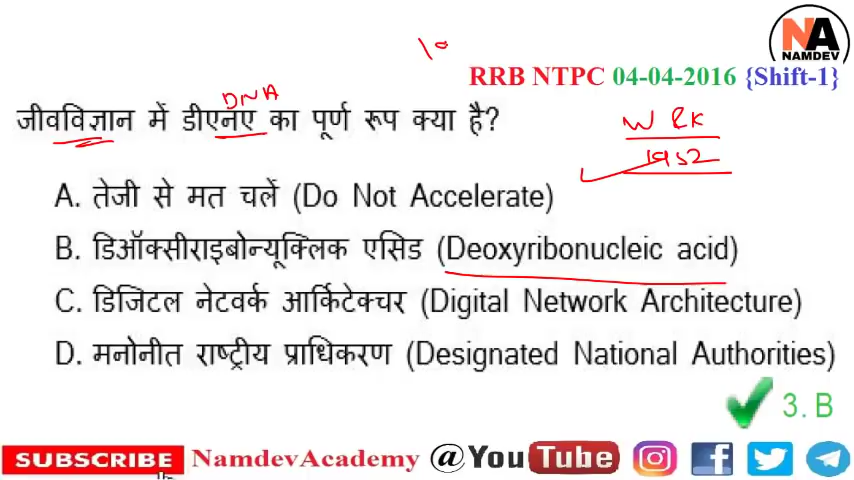 NA
NAMDEV
10
RRB NTPC 04-04-2016 {Shift-1}
DNA
जीवविज्ञान में डीएनए का पूर्ण रूप क्या है?
1952
A. तेजी से मत चलें (Do Not Accelerate)
B. डिऑक्सीराइबोन्यूक्लिक एसिड (Deoxyribonucleic acid)
C. डिजिटल नेटवर्क आर्किटेक्चर (Digital Network Architecture)
D. मनोनीत राष्ट्रीय प्राधिकरण (Designated National Authorities)
3. B
SUBSCRIBE NamdevAcademy @YouTube